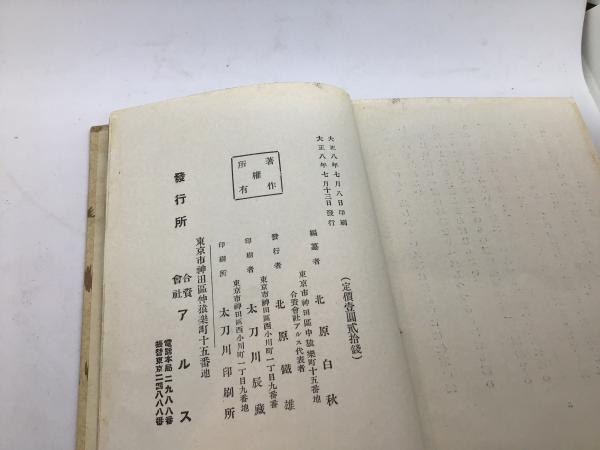 大正八年七月八日印刷
大正八年七月十三日發行
(定價壹圓貳拾錢)
著作
權
所有
編纂者 北原白秋
東京市神田區中猿樂町十五番地
合資會社アルス代表者
發行者 北原鐵雄
東京市神田區西小川町一丁目九番地
印刷者 太刀川辰藏
東京市神田區西小川町一丁目九番地
印刷所 太刀川印刷所
東京市神田區仲猿樂町十五番地
發行所 合資會社 アルス
電話本局二九八八番
振替東京二四八八八番